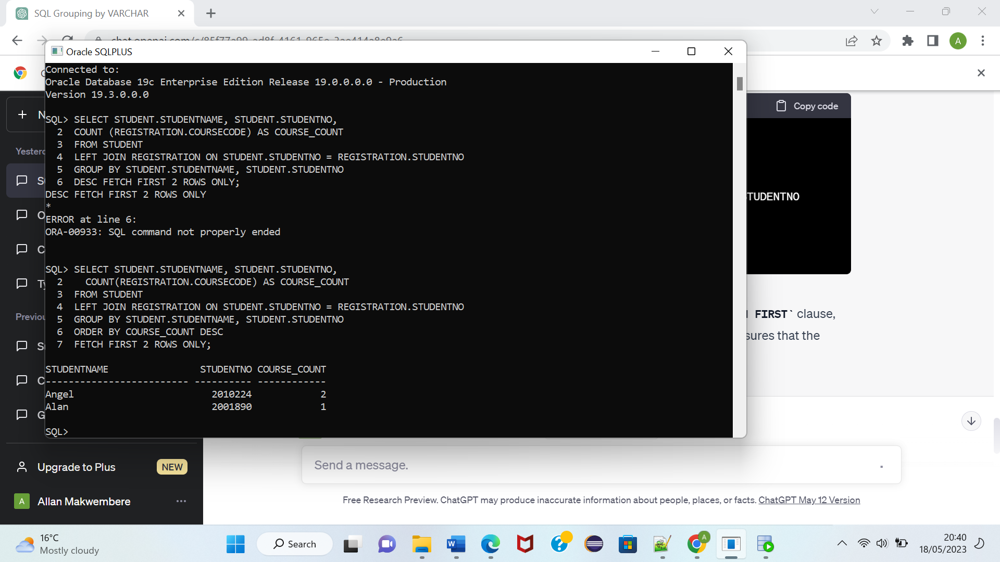 SQL Grouping by VARCHAR
Oracle SQLPLUS
Connected to:
Oracle Database 19c Enterprise Edition Release 19.0.0.0.0 - Production
Version 19.3.0.0.0
SQL> SELECT STUDENT.STUDENTNAME, STUDENT.STUDENTNO,
2 COUNT (REGISTRATION.COURSECODE) AS COURSE_COUNT
3 FROM STUDENT
4 LEFT JOIN REGISTRATION ON STUDENT.STUDENTNO = REGISTRATION.STUDENTNO
5 GROUP BY STUDENT.STUDENTNAME, STUDENT.STUDENTNO
6 DESC FETCH FIRST 2 ROWS ONLY;
DESC FETCH FIRST 2 ROWS ONLY
*
ERROR at line 6:
ORA-00933: SQL command not properly ended
SQL> SELECT STUDENT.STUDENTNAME, STUDENT.STUDENTNO,
2 COUNT(REGISTRATION.COURSECODE) AS COURSE_COUNT
3 FROM STUDENT
4 LEFT JOIN REGISTRATION ON STUDENT.STUDENTNO = REGISTRATION.STUDENTNO
5 GROUP BY STUDENT.STUDENTNAME, STUDENT.STUDENTNO
6 ORDER BY COURSE_COUNT DESC
7 FETCH FIRST 2 ROWS ONLY;
STUDENTNAME STUDENTNO COURSE_COUNT
------------------------- ---------- ------------
Angel 2010224 2
Alan 2001890 1
SQL>
Copy code
TUDENTNO
FIRST` clause,
sures that the
Upgrade to Plus NEW
A Allan Makwembere
Send a message.
Free Research Preview. ChatGPT may produce inaccurate information about people, places, or facts. ChatGPT May 12 Version
16°C
Mostly cloudy
Search
20:40
18/05/2023